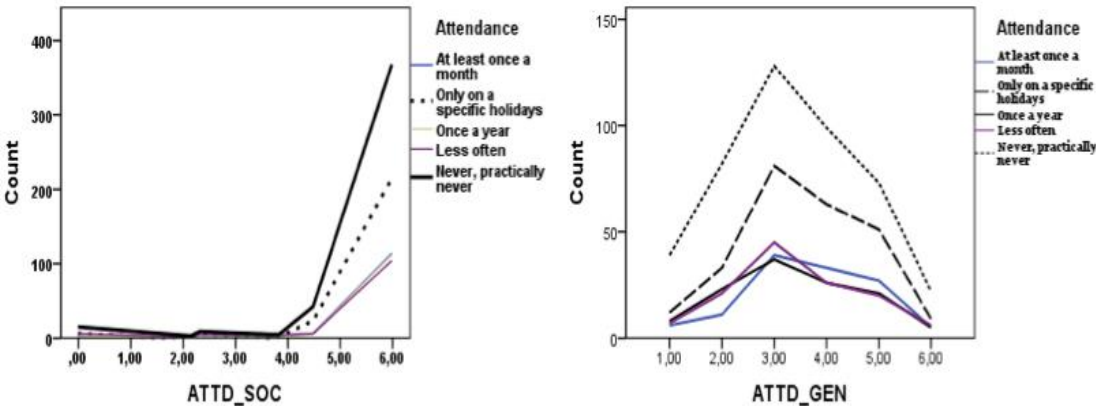 400
300
200
100
0
Count
,00 1,00 2,00 3,00 4,00 5,00 6,00
ATTD_SOC
Attendance
At least once a
month
Only on a
specific holidays
Once a year
Less often
Never, practically
never
150
100
50
0
Count
1,00 2,00 3,00 4,00 5,00 6,00
ATTD_GEN
Attendance
At least once a
month
Only on a specific
holidays
Once a year
Less often
Never, practically
never